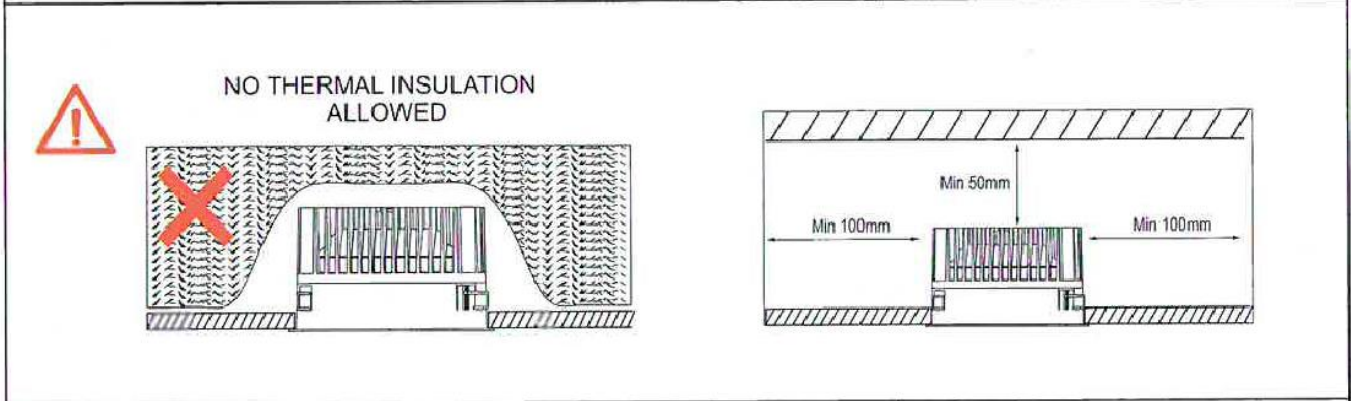 NO THERMAL INSULATION
ALLOWED
Min 50mm
Min 100mm
Min 100mm